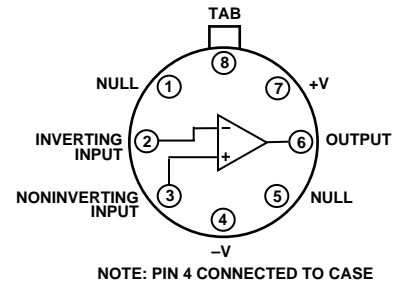 TAB
8
NULL 1
7 +V
INVERTING
INPUT 2
−
+
6 OUTPUT
NONINVERTING
INPUT 3
5 NULL
4
–V
NOTE: PIN 4 CONNECTED TO CASE